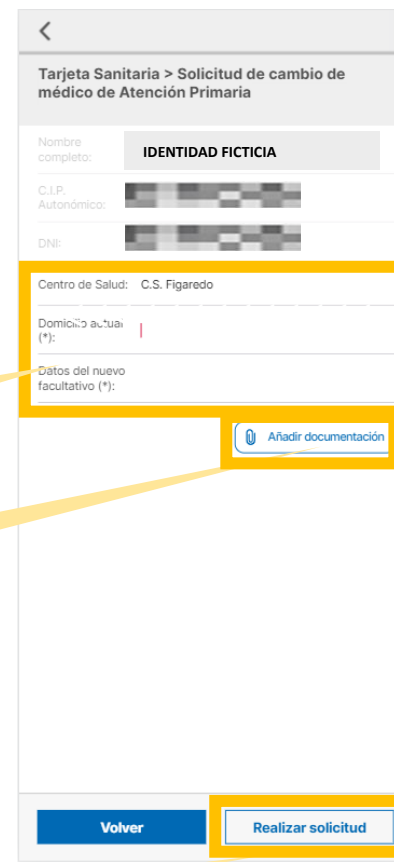 Tarjeta Sanitaria > Solicitud de cambio de
médico de Atención Primaria
Nombre
completo:
IDENTIDAD FICTICIA
C.I.P.
Autonómico:
DNI:
Centro de Salud: C.S. Figaredo
Domicilio actual
(*):
Datos del nuevo
facultativo (*):
Añadir documentación
Volver
Realizar solicitud